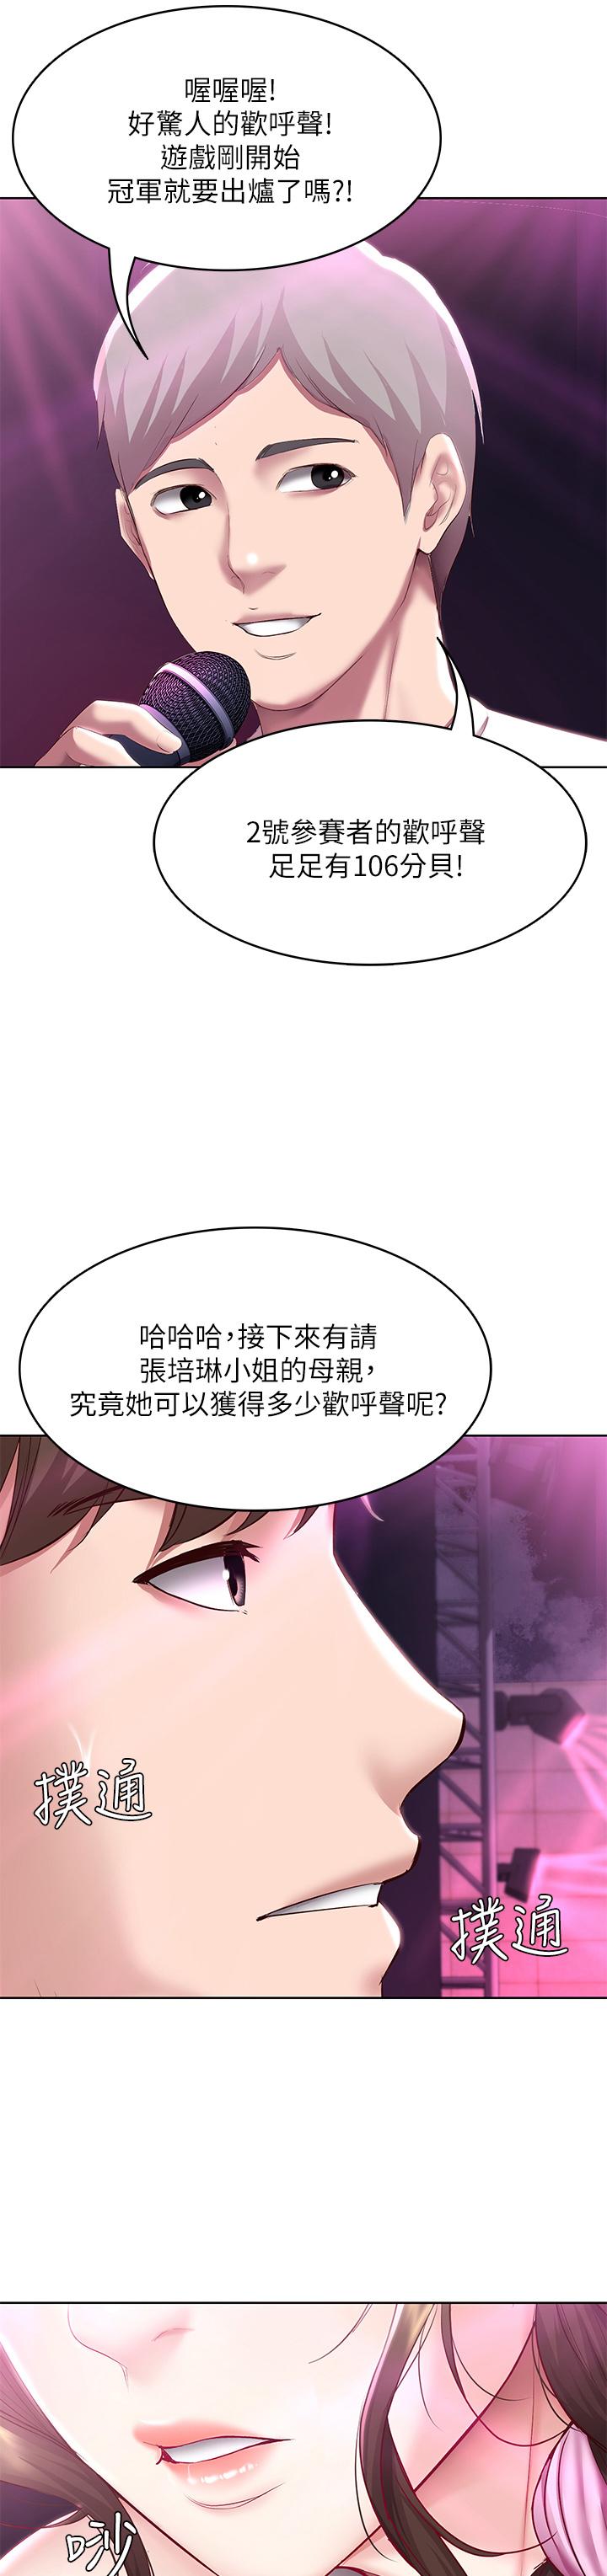 喔喔喔!
好驚人的歡呼聲!
遊戲剛開始
冠軍就要出爐了嗎?!
2號參賽者的歡呼聲
足足有106分貝!
哈哈哈,接下來有請
張培琳小姐的母親,
究竟她可以獲得多少歡呼聲呢?
撲通
撲通
吵